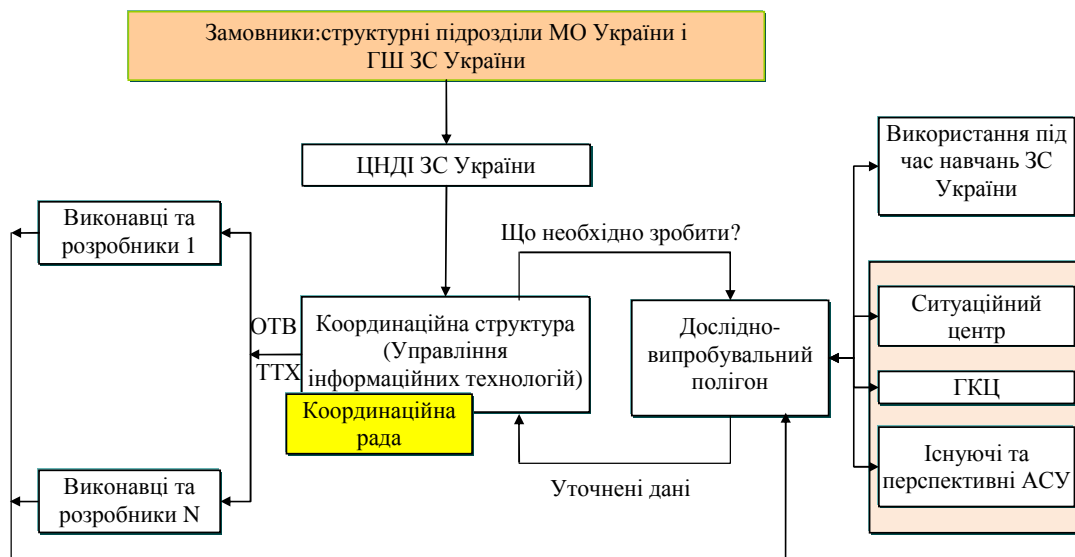 Замовники:структурні підрозділи МО України і
ГШ ЗС України
ЦНДІ ЗС України
Використання під
час навчань ЗС
України
Виконавці та
розробники 1
Що необхідно зробити?
ОТВ
ТТХ
Координаційна структура
(Управління
інформаційних технологій)
Координаційна
рада
Дослідно-
випробувальний
полігон
Ситуаційний
центр
ГКЦ
Існуючі та
перспективні АСУ
Виконавці та
розробники N
Уточнені дані